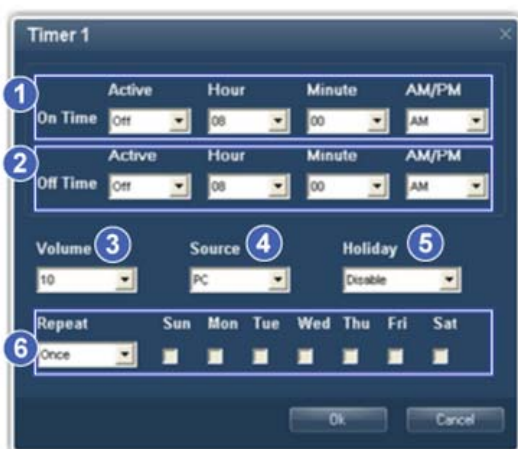 Timer 1
1 Active Hour Minute AM/PM
On Time Off 08 00 AM
2 Active Hour Minute AM/PM
Off Time Off 08 00 AM
Volume 3 Source 4 Holiday 5
10 PC Disable
Repeat Sun Mon Tue Wed Thu Fri Sat
6 Once
Ok Cancel